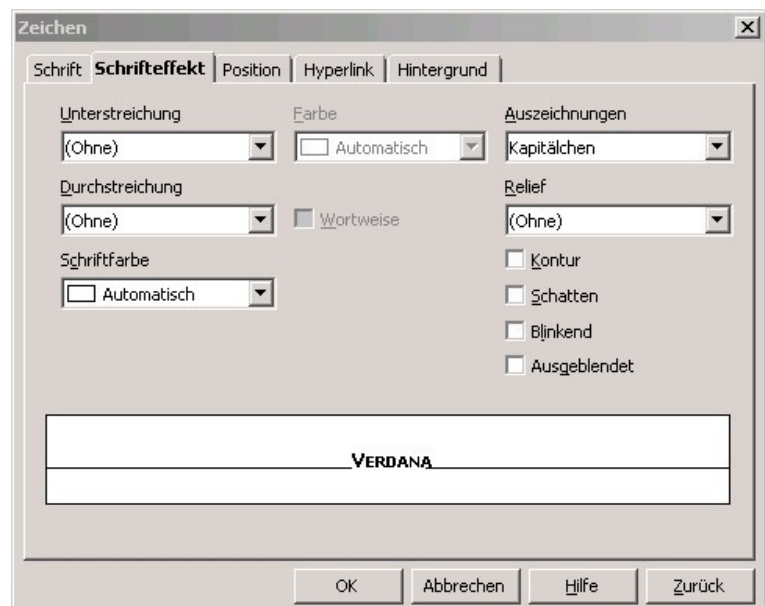 Zeichen
Schrift Schrifteffekt Position Hyperlink Hintergrund
Unterstreichung Farbe Auszeichnungen
(Ohne) Automatisch Kapitälchen
Durchstreichung Relief
(Ohne) Wortweise (Ohne)
Schriftfarbe Kontur
Automatisch Schatten
Blinkend
Ausgeblendet
VERDANA
OK Abbrechen Hilfe Zurück